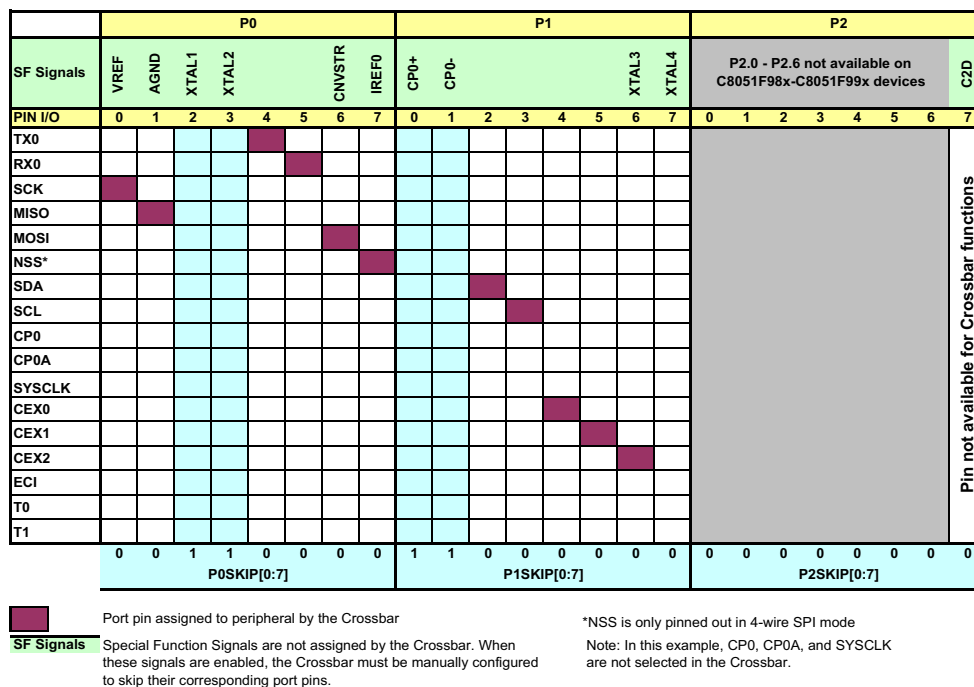 P0 P1 P2
SF Signals VREF AGND XTAL1 XTAL2 CNVSTR IREF0 CP0+ CP0- XTAL3 XTAL4 P2.0 - P2.6 not available on C2D
C8051F98x-C8051F99x devices
PIN I/O 0 1 2 3 4 5 6 7 0 1 2 3 4 5 6 7 0 1 2 3 4 5 6 7
TX0
RX0
SCK
MISO
MOSI
NSS*
SDA
SCL
CP0
CP0A
SYSCLK
CEX0
CEX1
CEX2
ECI
T0
T1
Pin not available for Crossbar functions
0 0 1 1 0 0 0 0 1 1 0 0 0 0 0 0 0 0 0 0 0 0 0 0
P0SKIP[0:7] P1SKIP[0:7] P2SKIP[0:7]
Port pin assigned to peripheral by the Crossbar
SF Signals Special Function Signals are not assigned by the Crossbar. When
these signals are enabled, the Crossbar must be manually configured
to skip their corresponding port pins.
*NSS is only pinned out in 4-wire SPI mode
Note: In this example, CP0, CP0A, and SYSCLK
are not selected in the Crossbar.